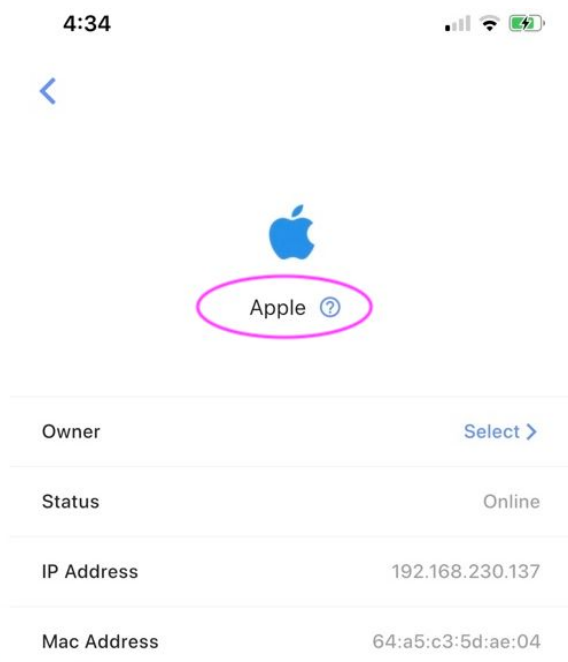 4:34
Apple ?
Owner Select >
Status Online
IP Address 192.168.230.137
Mac Address 64:a5:c3:5d:ae:04